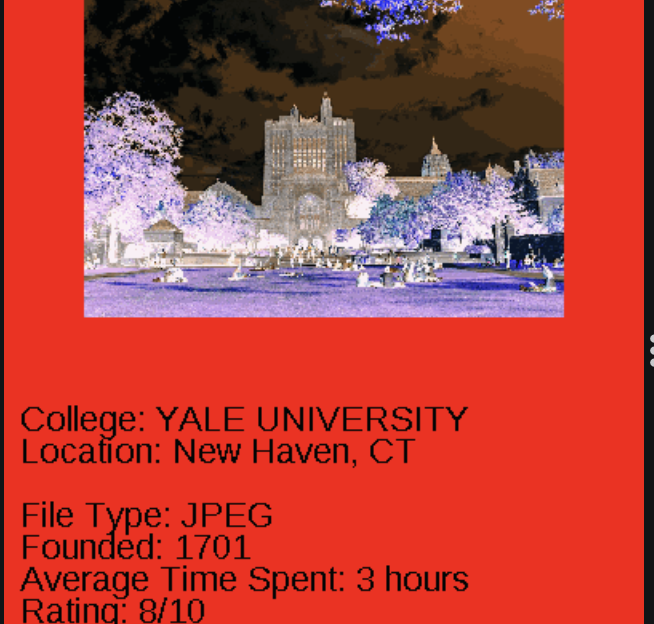 College: YALE UNIVERSITY
Location: New Haven, CT
File Type: JPEG
Founded: 1701
Average Time Spent: 3 hours
Rating: 8/10